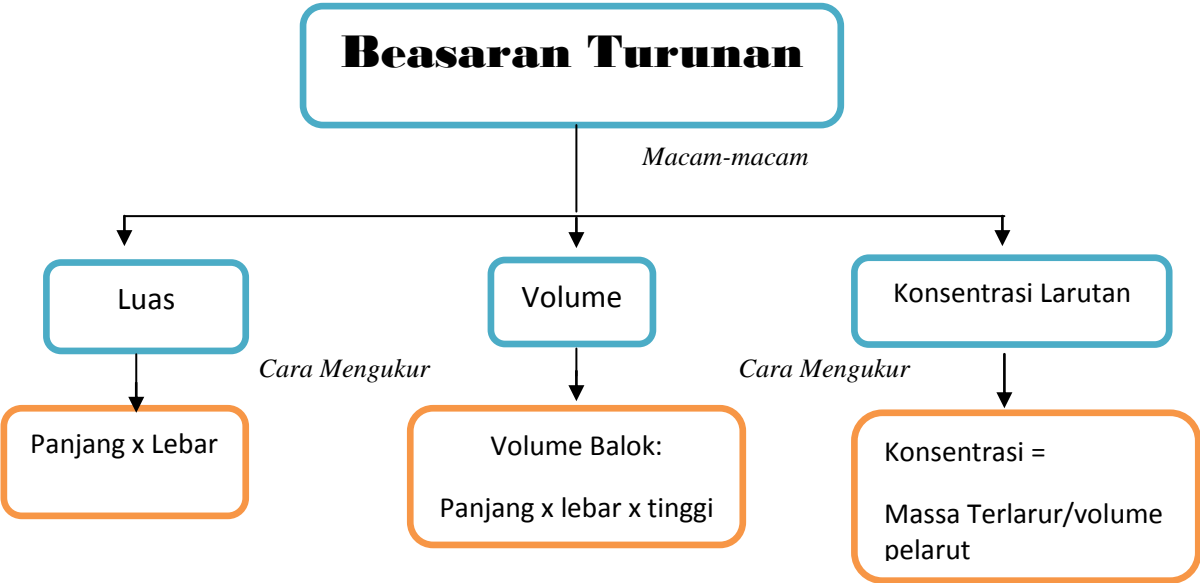 Beasaran Turunan
Macam-macam
Luas
Volume
Konsentrasi Larutan
Cara Mengukur
Cara Mengukur
Panjang x Lebar
Volume Balok:
Panjang x lebar x tinggi
Konsentrasi =
Massa Terlarur/volume
pelarut